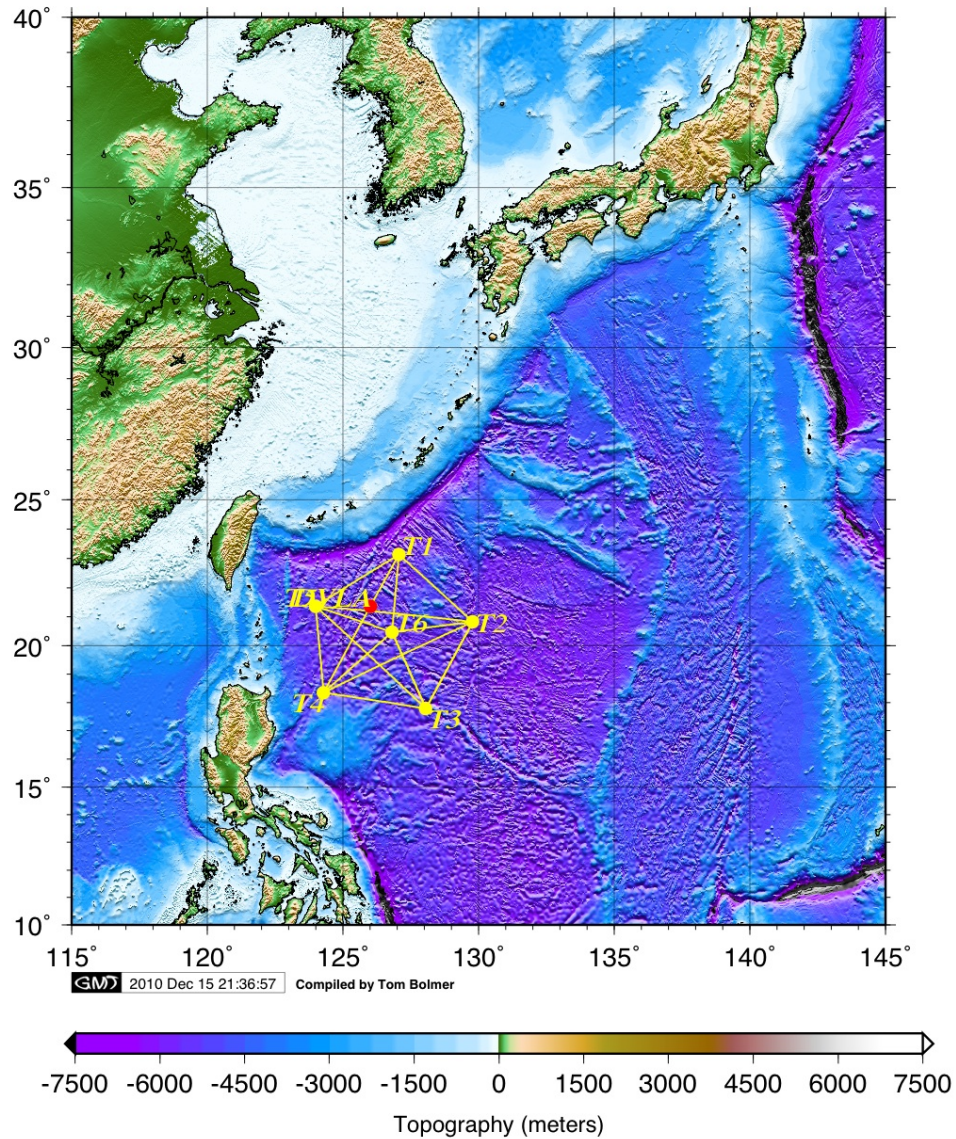 40˚
35˚
30˚
25˚
20˚
15˚
10˚
T1
T6
T2
T4
T3
115˚ 120˚ 125˚ 130˚ 135˚ 140˚ 145˚
GMT 2010 Dec 15 21:36:57 Compiled by Tom Bolmer
-7500 -6000 -4500 -3000 -1500 0 1500 3000 4500 6000 7500
Topography (meters)